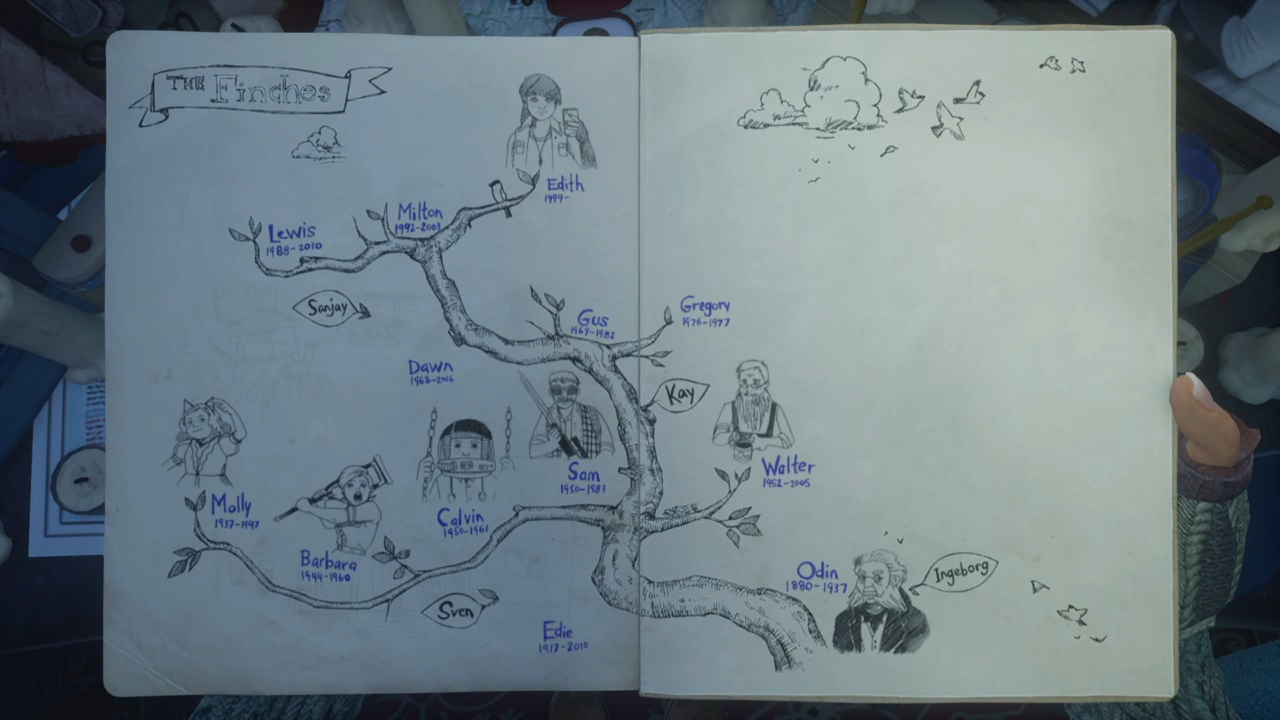 THE Finches
Edith
1999-
Milton
1992-2003
Lewis
1988-2010
Sanjay
Gus
1969-1982
Gregory
1976-1977
Dawn
1968-2016
Kay
Sam
1950-1983
Walter
1952-2005
Molly
1937-1947
Calvin
1950-1961
Barbara
1944-1960
Odin
1880-1937
Ingeborg
Sven
Edie
1917-2010